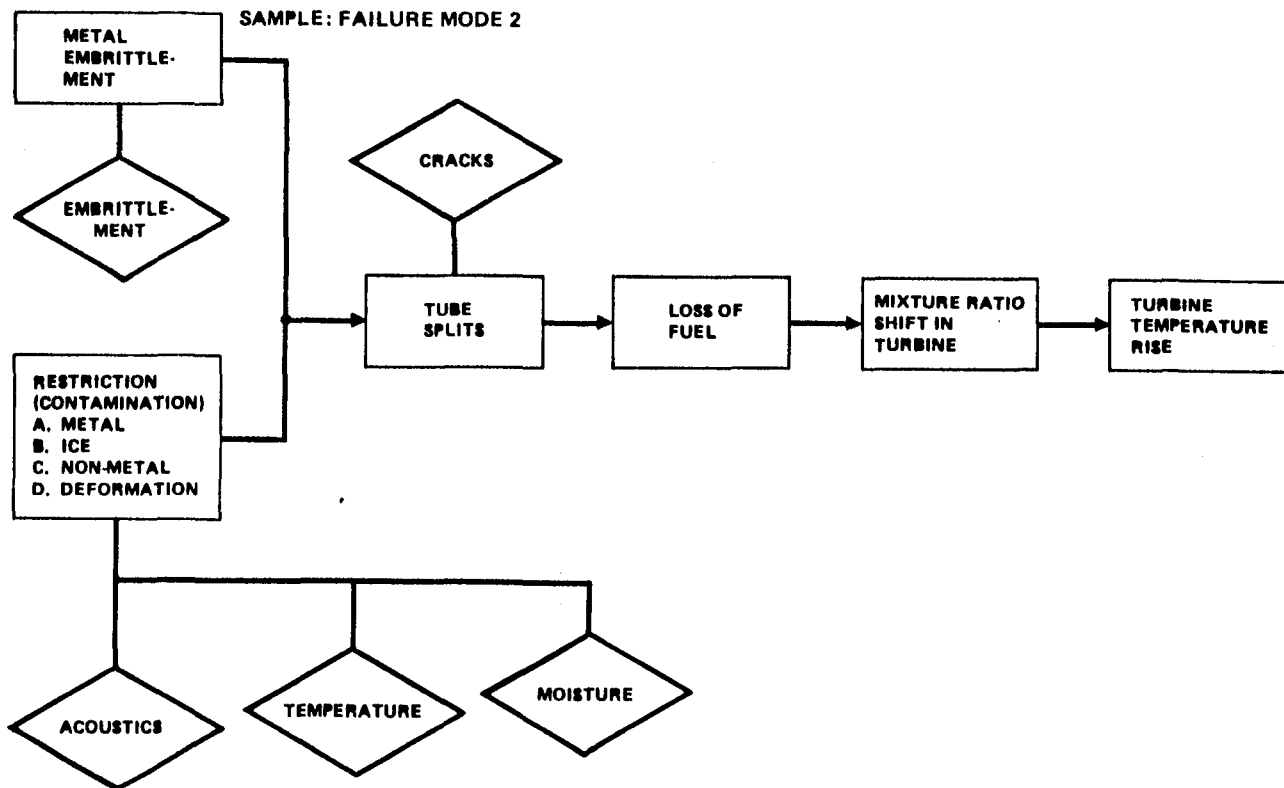 SAMPLE: FAILURE MODE 2
METAL
EMBRITTLE-
MENT
EMBRITTLE-
MENT
CRACKS
TUBE
SPLITS
LOSS OF
FUEL
MIXTURE RATIO
SHIFT IN
TURBINE
TURBINE
TEMPERATURE
RISE
RESTRICTION
(CONTAMINATION)
A. METAL
B. ICE
C. NON-METAL
D. DEFORMATION
ACOUSTICS
TEMPERATURE
MOISTURE